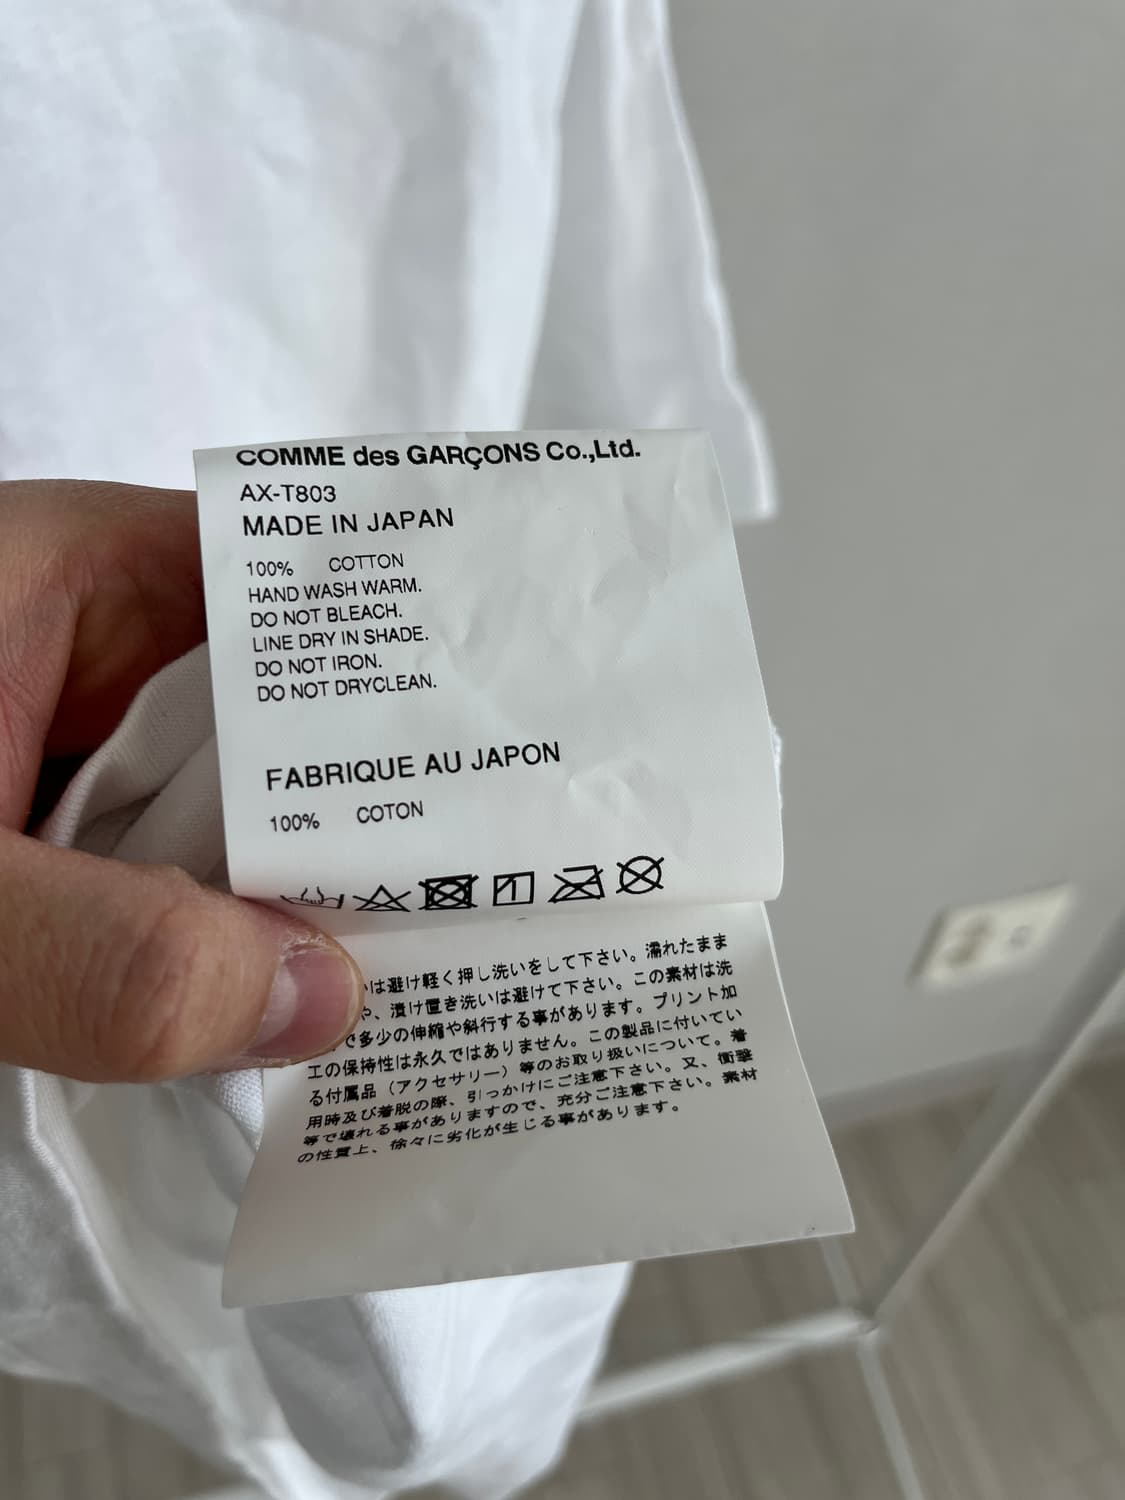 COMME des GARÇONS Co.,Ltd.
AX-T803
MADE IN JAPAN
100% COTTON
HAND WASH WARM.
DO NOT BLEACH.
LINE DRY IN SHADE.
DO NOT IRON.
DO NOT DRYCLEAN.
FABRIQUE AU JAPON
100% COTON
は避け軽く押し洗いをして下さい。濡れたまま
や、漬け置き洗いは避けて下さい。この素材は洗
で多少の伸縮や斜行する事があります。プリント加
工の保持性は永久ではありません。この製品に付いてい
る付属品（アクセサリー）等のお取り扱いについて。着
用時及び着脱の際、引っかけにご注意下さい。又、衝撃
等で壊れる事がありますので、充分ご注意下さい。素材
の性質上、徐々に劣化が生じる事があります。